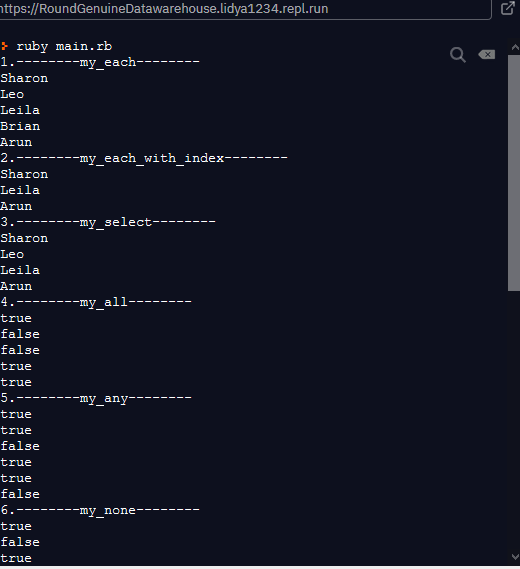 https://RoundGenuineDatawarehouse.lidya1234.repl.run
ruby main.rb
1.--------my_each--------
Sharon
Leo
Leila
Brian
Arun
2.--------my_each_with_index--------
Sharon
Leila
Arun
3.--------my_select--------
Sharon
Leo
Leila
Arun
4.--------my_all--------
true
false
false
true
true
5.--------my_any--------
true
true
false
true
true
false
6.--------my_none--------
true
false
true